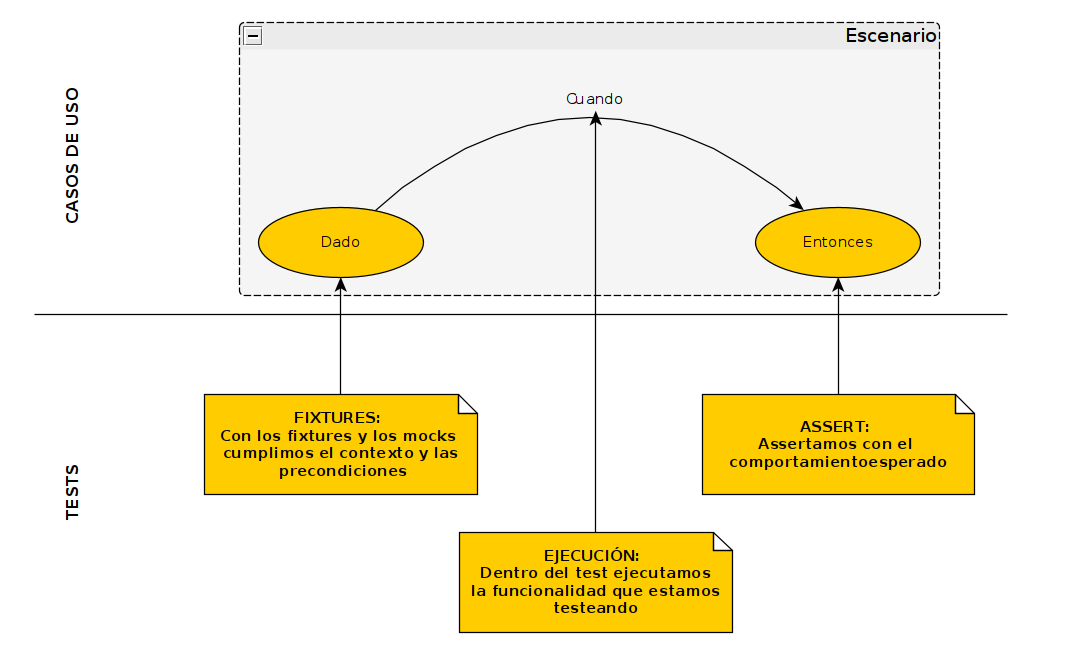 Escenario
CASOS DE USO
Cuando
Dado
Entonces
TESTS
FIXTURES:
Con los fixtures y los mocks
cumplimos el contexto y las
precondiciones
ASSERT:
Assertamos con el
comportamientoesperado
EJECUCIÓN:
Dentro del test ejecutamos
la funcionalidad que estamos
testeando